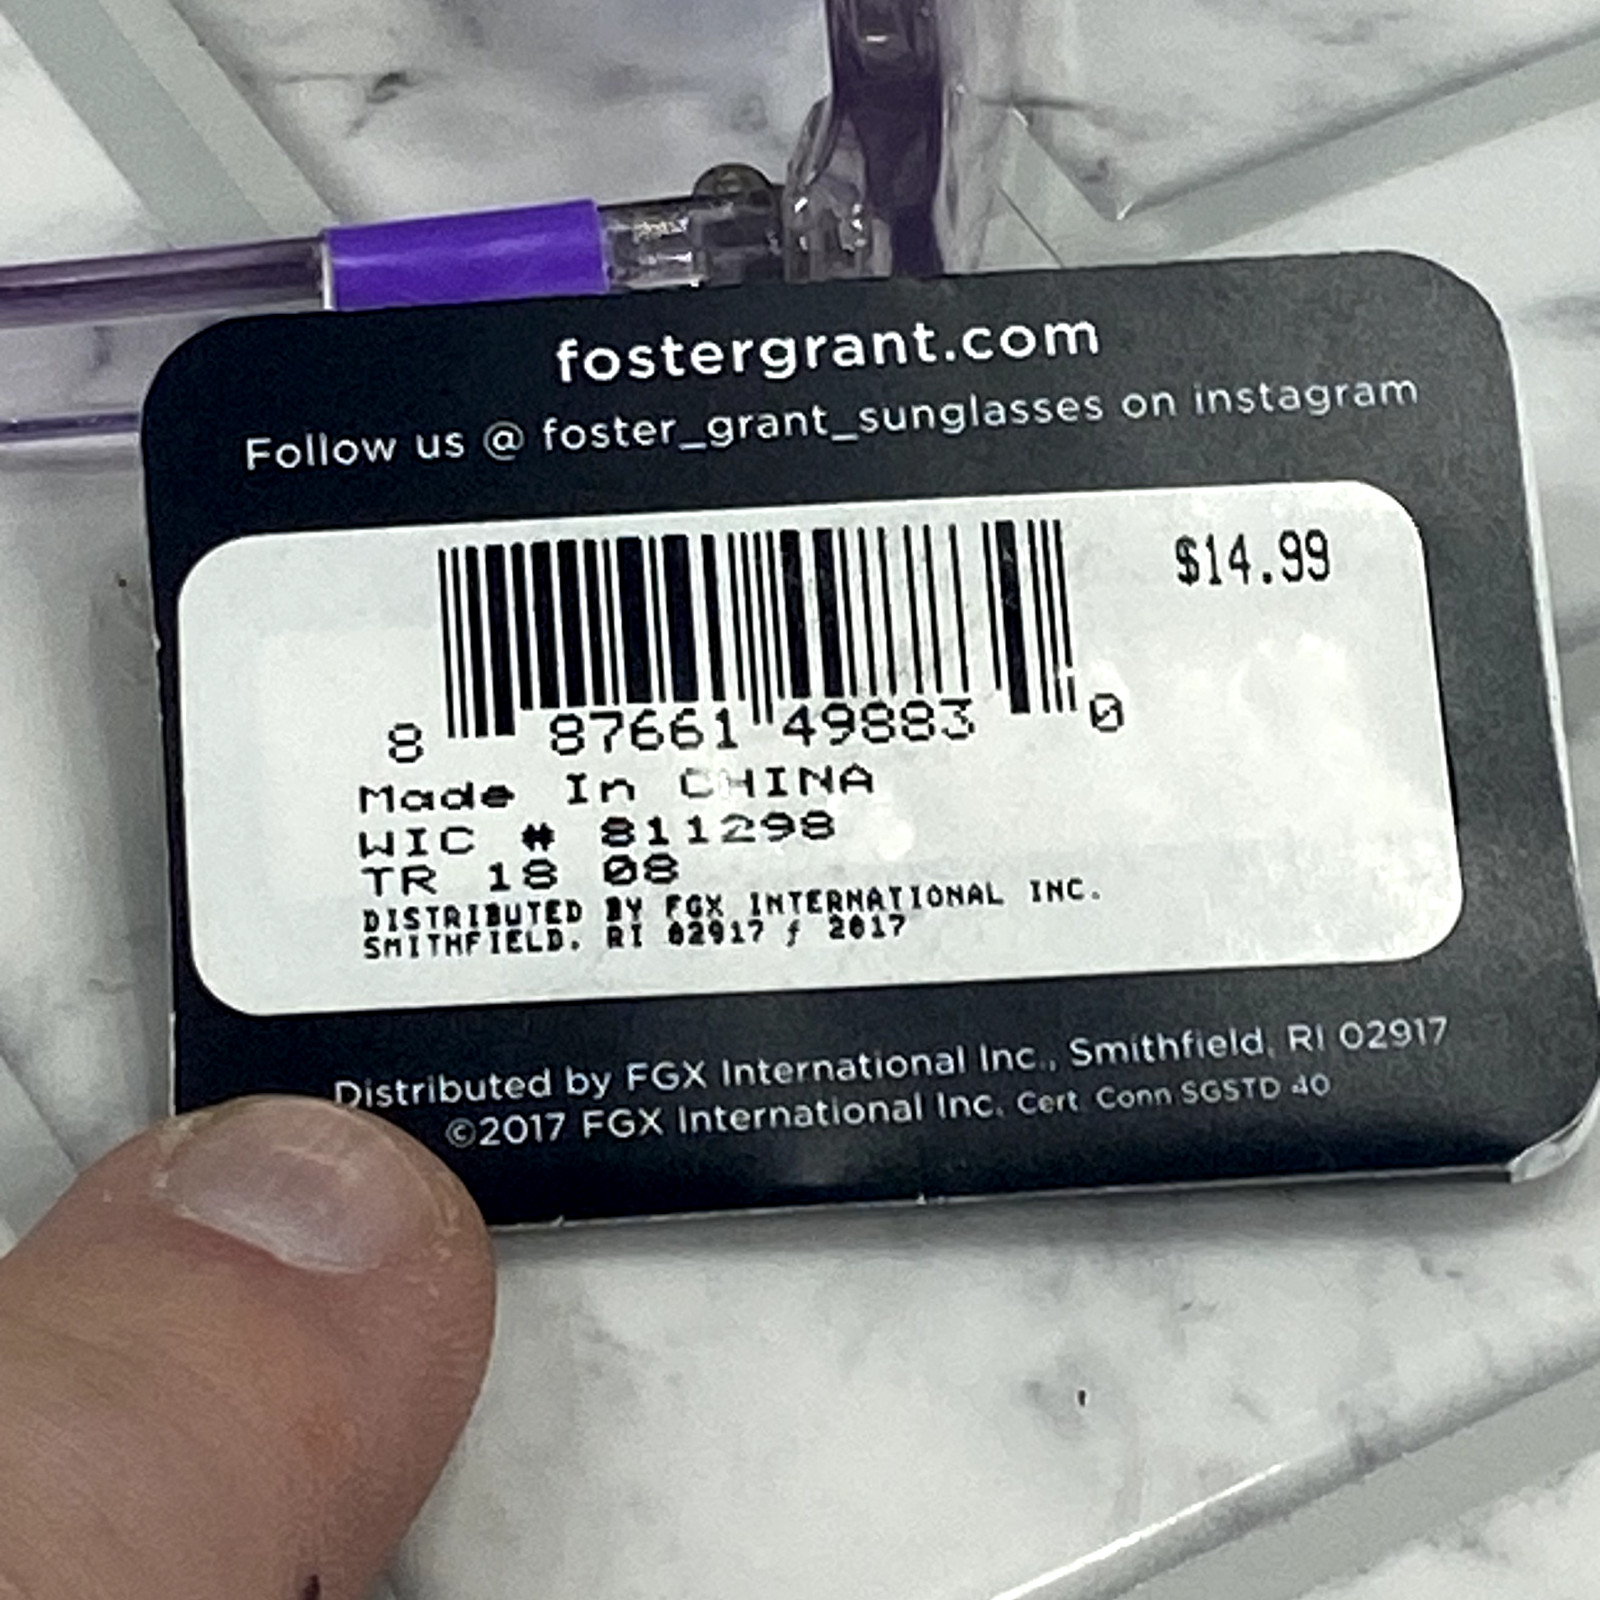 fostergrant.com
Follow us @ foster_grant_sunglasses on instagram
$14.99
8 87661 49883 0
Made In CHINA
WIC # 811298
TR 18 08
DISTRIBUTED BY FGX INTERNATIONAL INC.
SMITHFIELD. RI 02917 ƒ 2017
Distributed by FGX International Inc., Smithfield, RI 02917
©2017 FGX International Inc. Cert Conn SGSTD 40